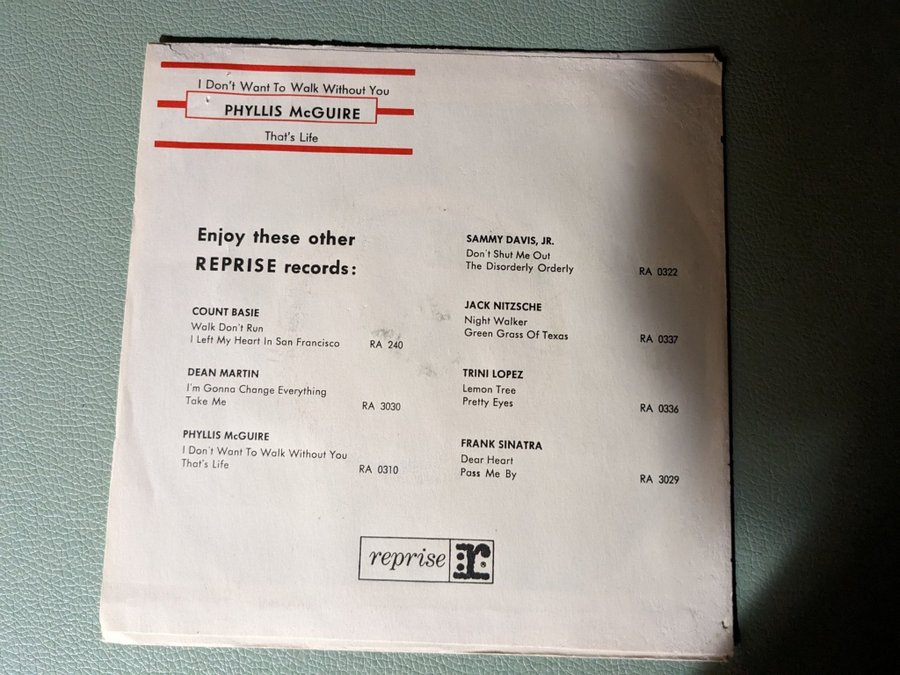 I Don't Want To Walk Without You
PHYLLIS McGUIRE
That's Life
Enjoy these other
REPRISE records:
COUNT BASIE
Walk Don't Run
I Left My Heart In San Francisco RA 240
DEAN MARTIN
I'm Gonna Change Everything
Take Me RA 3030
PHYLLIS McGUIRE
I Don't Want To Walk Without You
That's Life RA 0310
SAMMY DAVIS, JR.
Don't Shut Me Out
The Disorderly Orderly RA 0322
JACK NITZSCHE
Night Walker
Green Grass Of Texas RA 0337
TRINI LOPEZ
Lemon Tree
Pretty Eyes RA 0336
FRANK SINATRA
Dear Heart
Pass Me By RA 3029
reprise r: